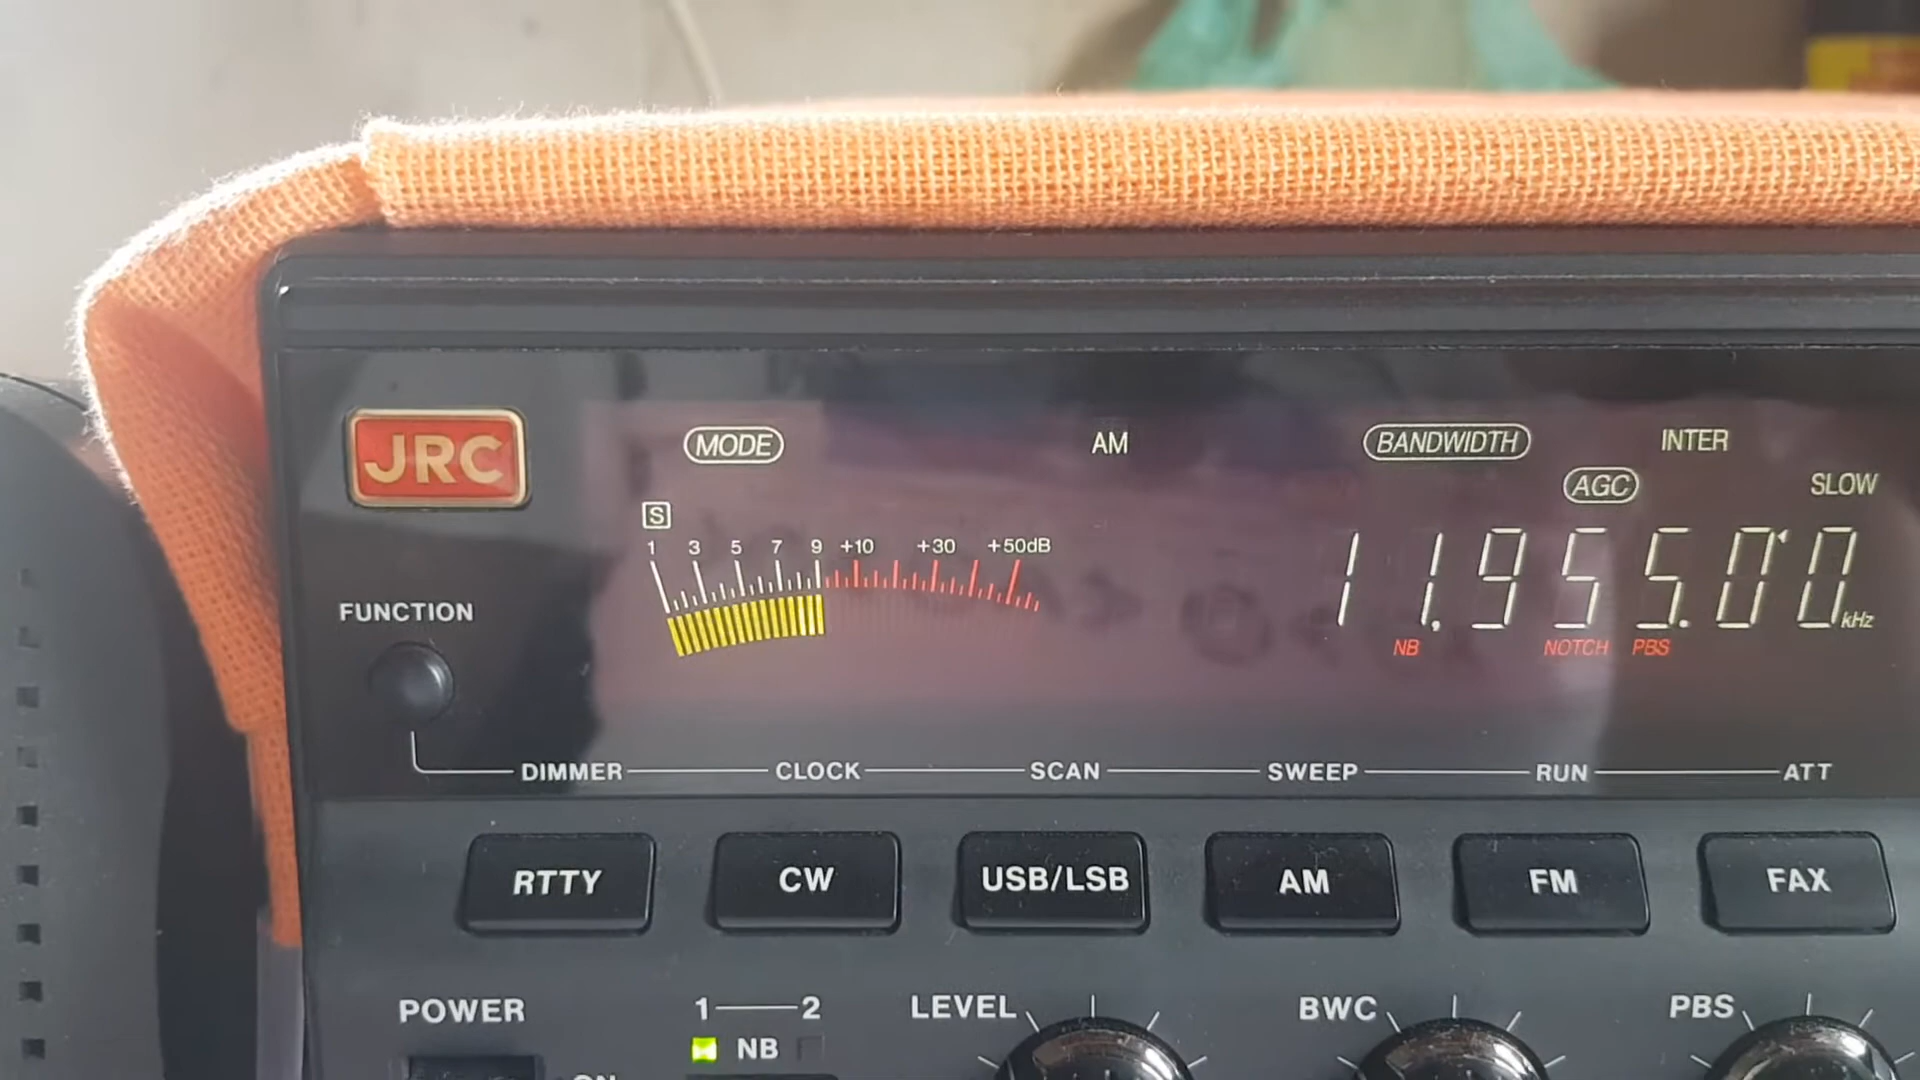 JRC
MODE AM BANDWIDTH INTER
AGC SLOW
S
1 3 5 7 9 +10 +30 +50dB
11,955.00 kHz
NB NOTCH PBS
FUNCTION
DIMMER CLOCK SCAN SWEEP RUN ATT
RTTY CW USB/LSB AM FM FAX
POWER 1 2 LEVEL BWC PBS
NB
ON